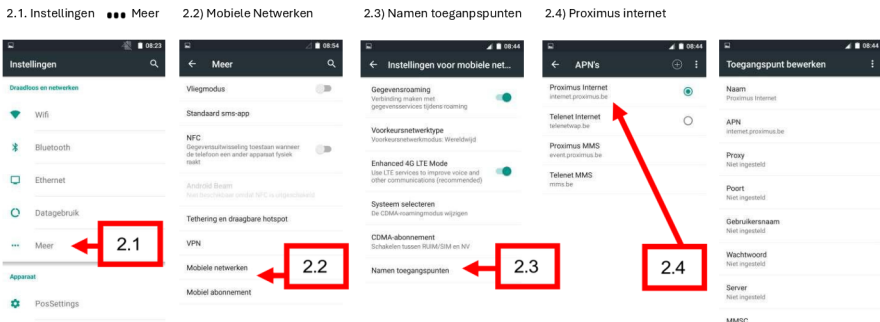 2.1. Instellingen ••• Meer
2.2) Mobiele Netwerken
2.3) Namen toeganpspunten
2.4) Proximus internet
08:23
Instellingen
Draadloos en netwerken
Wifi
Bluetooth
Ethernet
Datagebruik
Meer
2.1
Apparaat
PosSettings
08:54
Meer
Vliegmodus
Standaard sms-app
NFC
Gegevensuitwisseling toestaan wanneer
de telefoon een ander apparaat fysiek
raakt
Android Beam
Tethering en draagbare hotspot
VPN
Mobiele netwerken
2.2
Mobiel abonnement
08:44
Instellingen voor mobiele net...
Gegevensroaming
Verbinding maken met
gegevensservices tijdens roaming
Voorkeursnetwerktype
Voorkeursnetwerkmodus: Wereldwijd
Enhanced 4G LTE Mode
Use LTE services to improve voice and
other communications (recommended)
Systeem selecteren
De CDMA-roamingmodus wijzigen
CDMA-abonnement
Schakelen tussen RUIM/SIM en NV
Namen toegangspunten
2.3
08:44
APN's
Proximus Internet
internet.proximus.be
Telenet Internet
telenetwap.be
Proximus MMS
event.proximus.be
Telenet MMS
mms.be
2.4
08:44
Toegangspunt bewerken
Naam
Proximus Internet
APN
internet.proximus.be
Proxy
Niet ingesteld
Poort
Niet ingesteld
Gebruikersnaam
Niet ingesteld
Wachtwoord
Niet ingesteld
Server
Niet ingesteld
MMSC